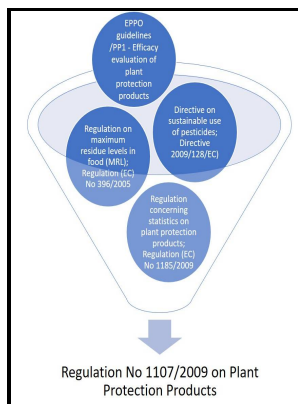 EPPO
guidelines
/PP1 - Efficacy
evaluation of
plant
protection
products
Directive on
sustainable use
of pesticides;
Directive
2009/128/EC)
Regulation on
maximum
residue levels in
food (MRL);
Regulation (EC)
No 396/2005
Regulation
concerning
statistics on
plant protection
products;
Regulation (EC)
No 1185/2009
Regulation No 1107/2009 on Plant
Protection Products